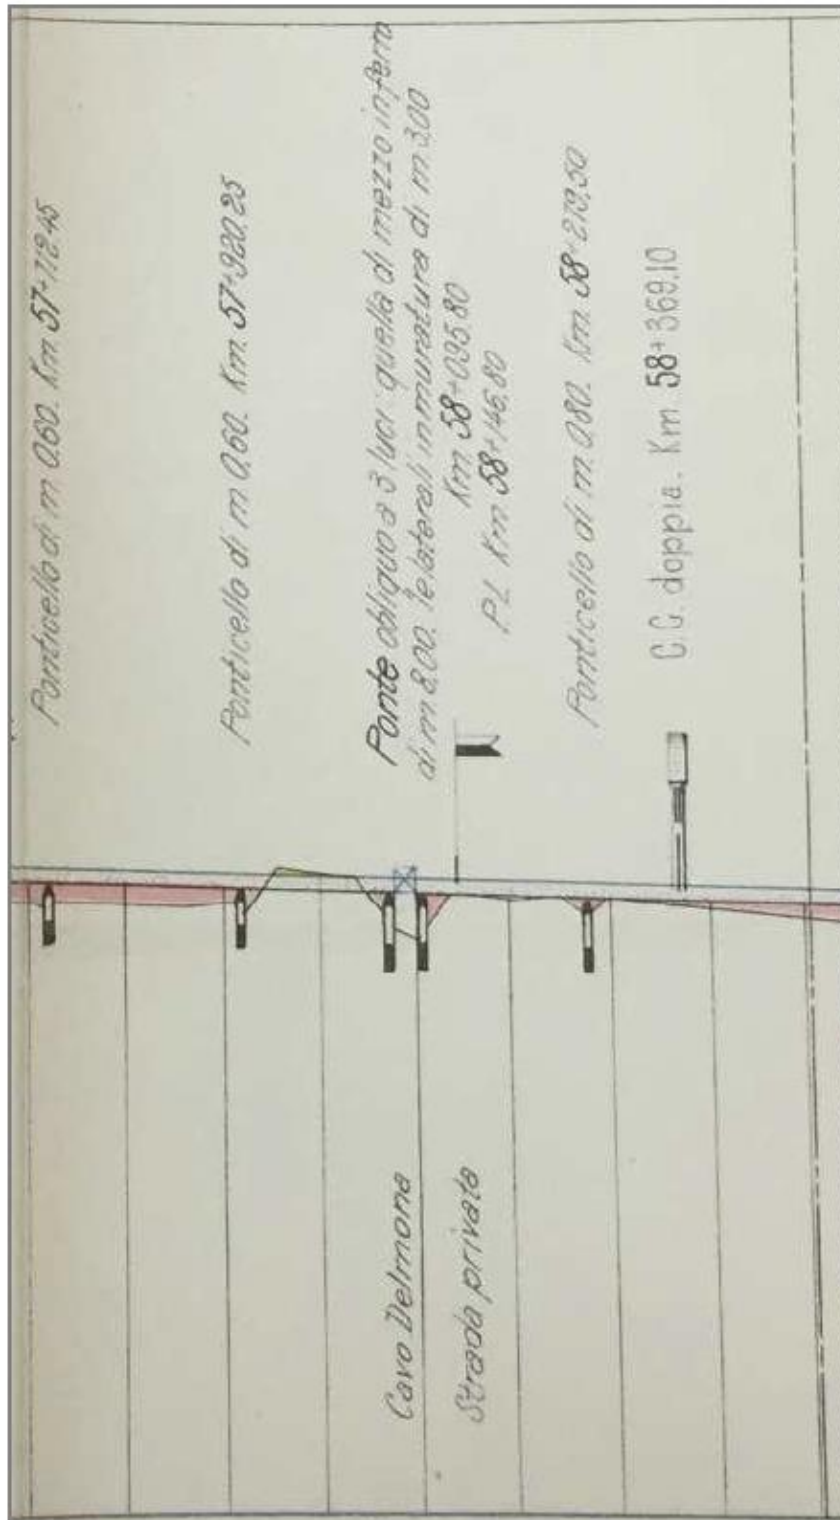 Ponticello di m 0.60. Km 57+712.45
Ponticello di m 0,60. Km. 57+920,25
Ponte obliquo a 3 luci quella di mezzo in ferro
di m 8.00. le laterali in muratura di m 3.00
Km 58+095.80
P.L. Km 58+146,80
Ponticello di m. 0,80. Km 58+279,50
C.C. doppia. Km. 58+369.10
Cavo Delmona
Strada privata